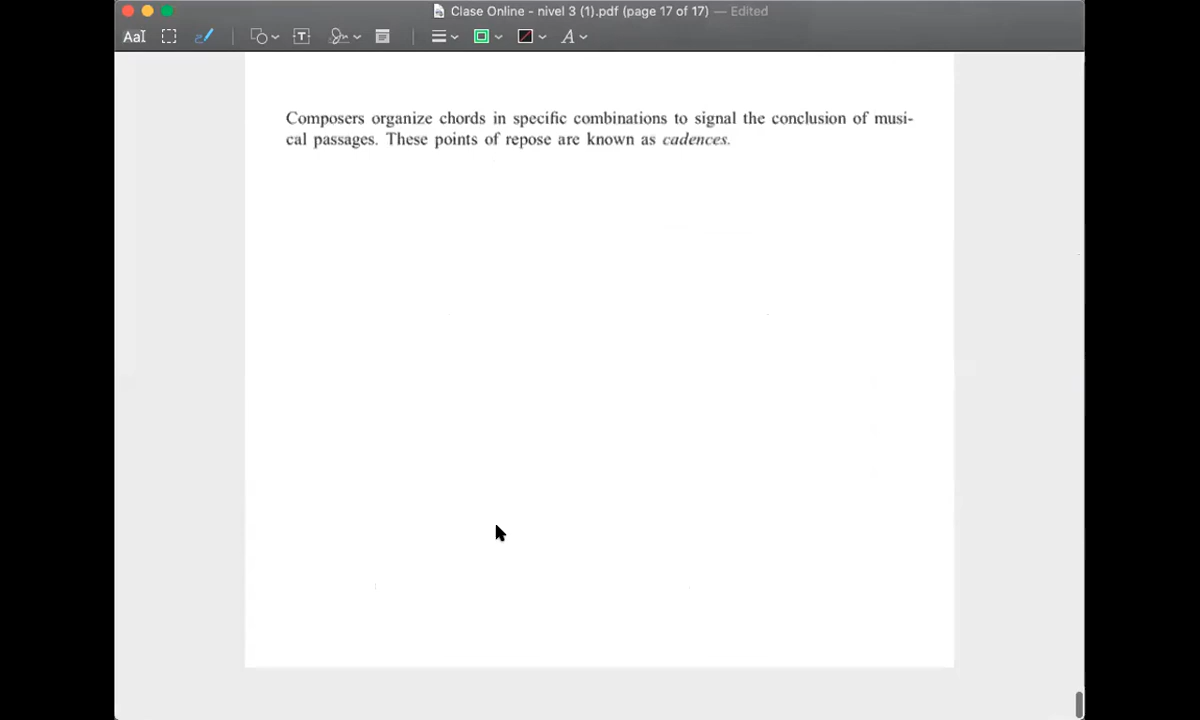 Clase Online - nivel 3 (1).pdf (page 17 of 17) — Edited
AaI T A
Composers organize chords in specific combinations to signal the conclusion of musi-
cal passages. These points of repose are known as cadences.